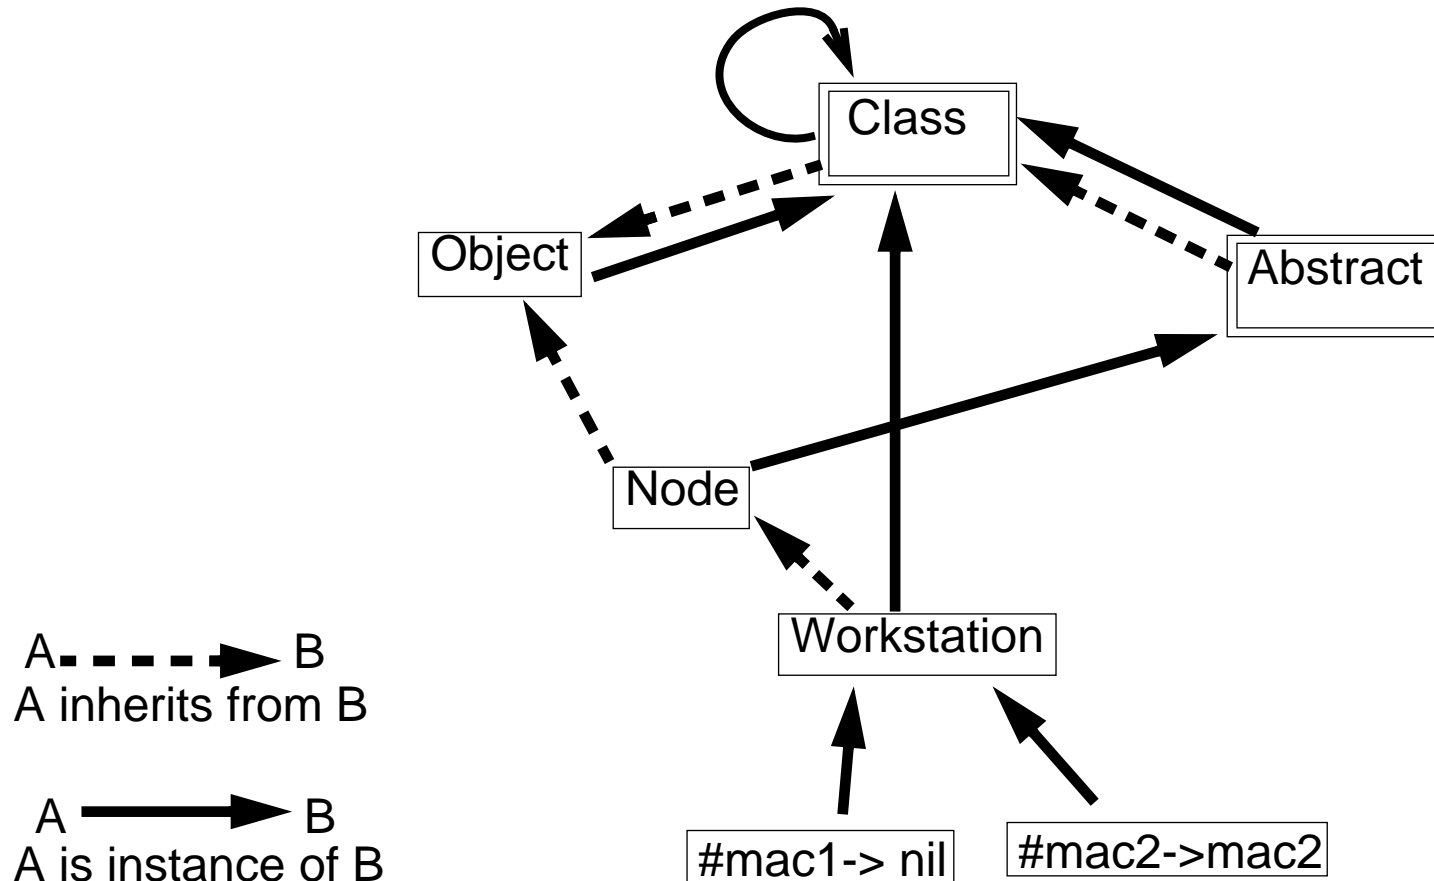 Class
Object
Abstract
Node
Workstation
A B
A inherits from B
A B
A is instance of B
#mac1-> nil
#mac2->mac2